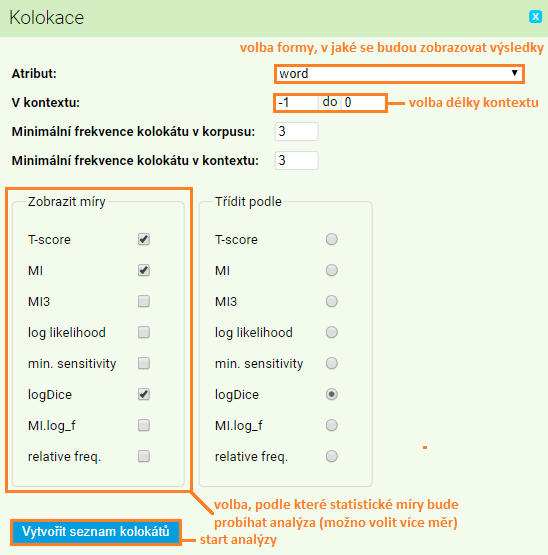 Kolokace
volba formy, v jaké se budou zobrazovat výsledky
Atribut: word
V kontextu: -1 do 0 volba délky kontextu
Minimální frekvence kolokátu v korpusu: 3
Minimální frekvence kolokátu v kontextu: 3
Zobrazit míry
T-score
MI
MI3
log likelihood
min. sensitivity
logDice
MI.log_f
relative freq.
Třídit podle
T-score
MI
MI3
log likelihood
min. sensitivity
logDice
MI.log_f
relative freq.
volba, podle které statistické míry bude
probíhat analýza (možno volit více měr)
Vytvořit seznam kolokátů start analýzy